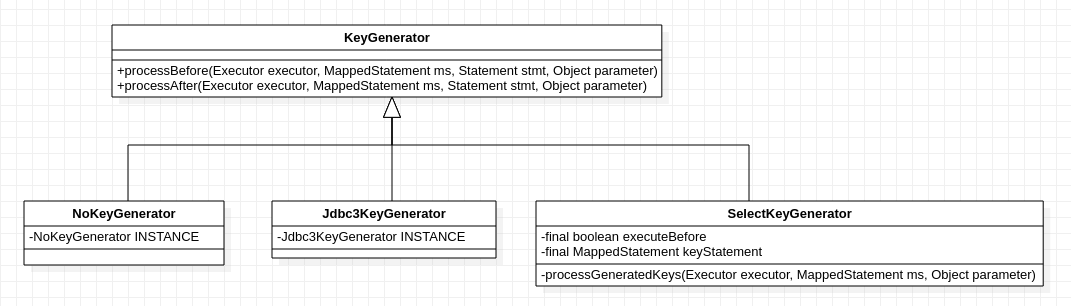 KeyGenerator
+processBefore(Executor executor, MappedStatement ms, Statement stmt, Object parameter)
+processAfter(Executor executor, MappedStatement ms, Statement stmt, Object parameter)
NoKeyGenerator
-NoKeyGenerator INSTANCE
Jdbc3KeyGenerator
-Jdbc3KeyGenerator INSTANCE
SelectKeyGenerator
-final boolean executeBefore
-final MappedStatement keyStatement
-processGeneratedKeys(Executor executor, MappedStatement ms, Object parameter)